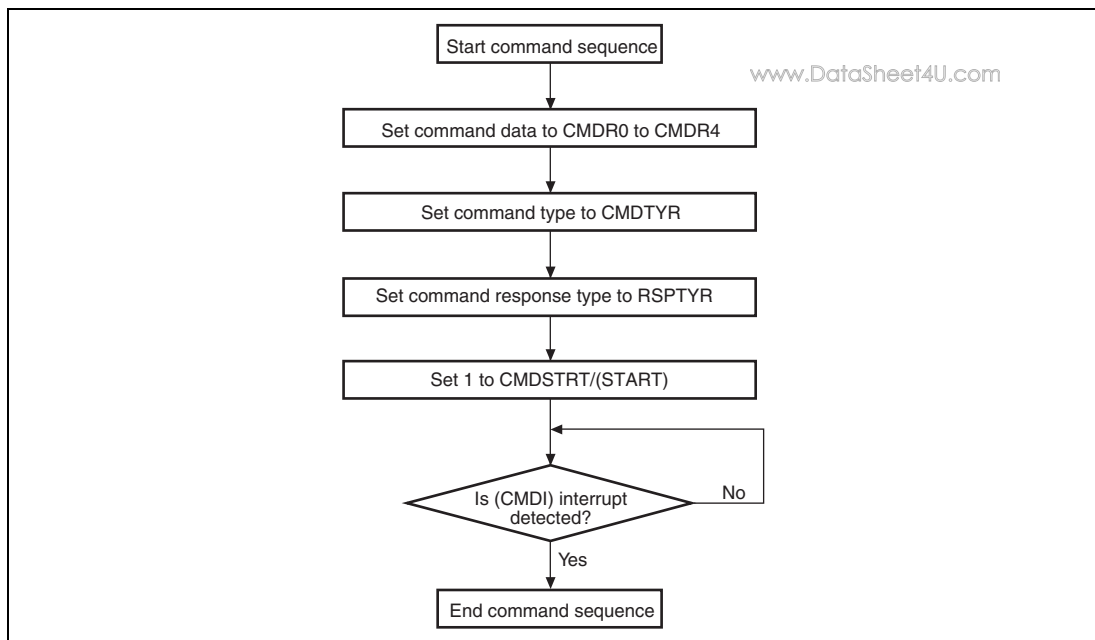 Start command sequence
www.DataSheet4U.com
Set command data to CMDR0 to CMDR4
Set command type to CMDTYR
Set command response type to RSPTYR
Set 1 to CMDSTRT/(START)
Is (CMDI) interrupt
detected?
No
Yes
End command sequence